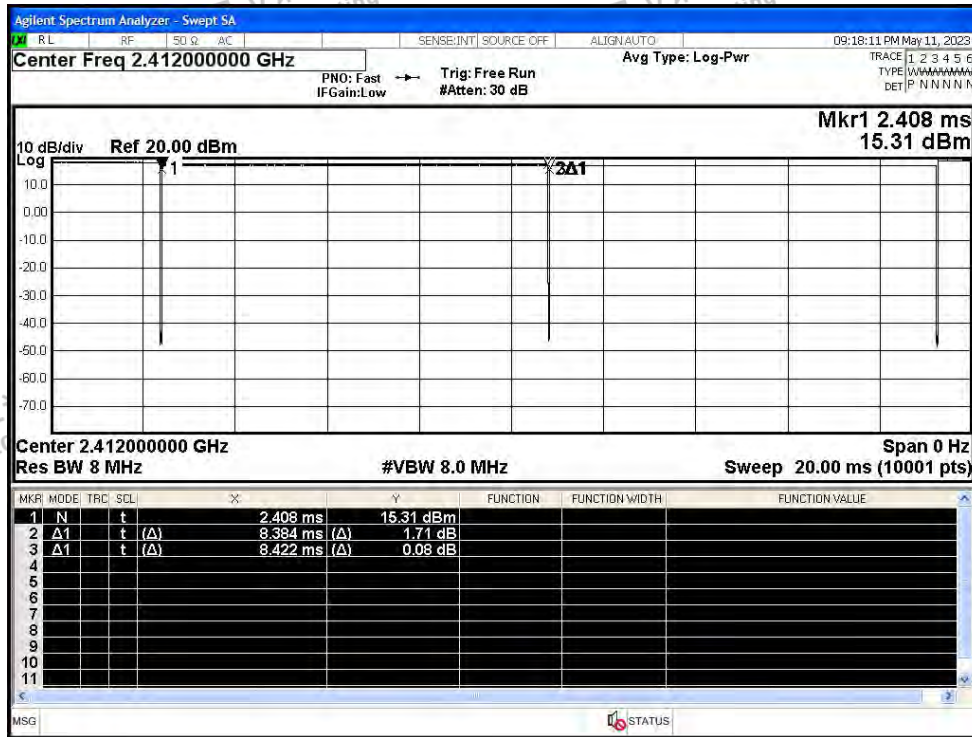 Agilent Spectrum Analyzer - Swept SA
LXI RL RF 50 Ω AC SENSE:INT SOURCE OFF ALIGN AUTO 09:18:11 PM May 11, 2023
Center Freq 2.412000000 GHz Avg Type: Log-Pwr TRACE 1 2 3 4 5 6
PNO: Fast Trig: Free Run TYPE
IFGain:Low #Atten: 30 dB DET P N N N N N
Mkr1 2.408 ms
10 dB/div Ref 20.00 dBm 15.31 dBm
Log
1 3Δ1
10.0
0.00
-10.0
-20.0
-30.0
-40.0
-50.0
-60.0
-70.0
Center 2.412000000 GHz Span 0 Hz
Res BW 8 MHz #VBW 8.0 MHz Sweep 20.00 ms (10001 pts)
MKR MODE TRC SCL X Y FUNCTION FUNCTION WIDTH FUNCTION VALUE
1 N t 2.408 ms 15.31 dBm
2 Δ1 t (Δ) 8.384 ms (Δ) 1.71 dB
3 Δ1 t (Δ) 8.422 ms (Δ) 0.08 dB
4
5
6
7
8
9
10
11
MSG STATUS